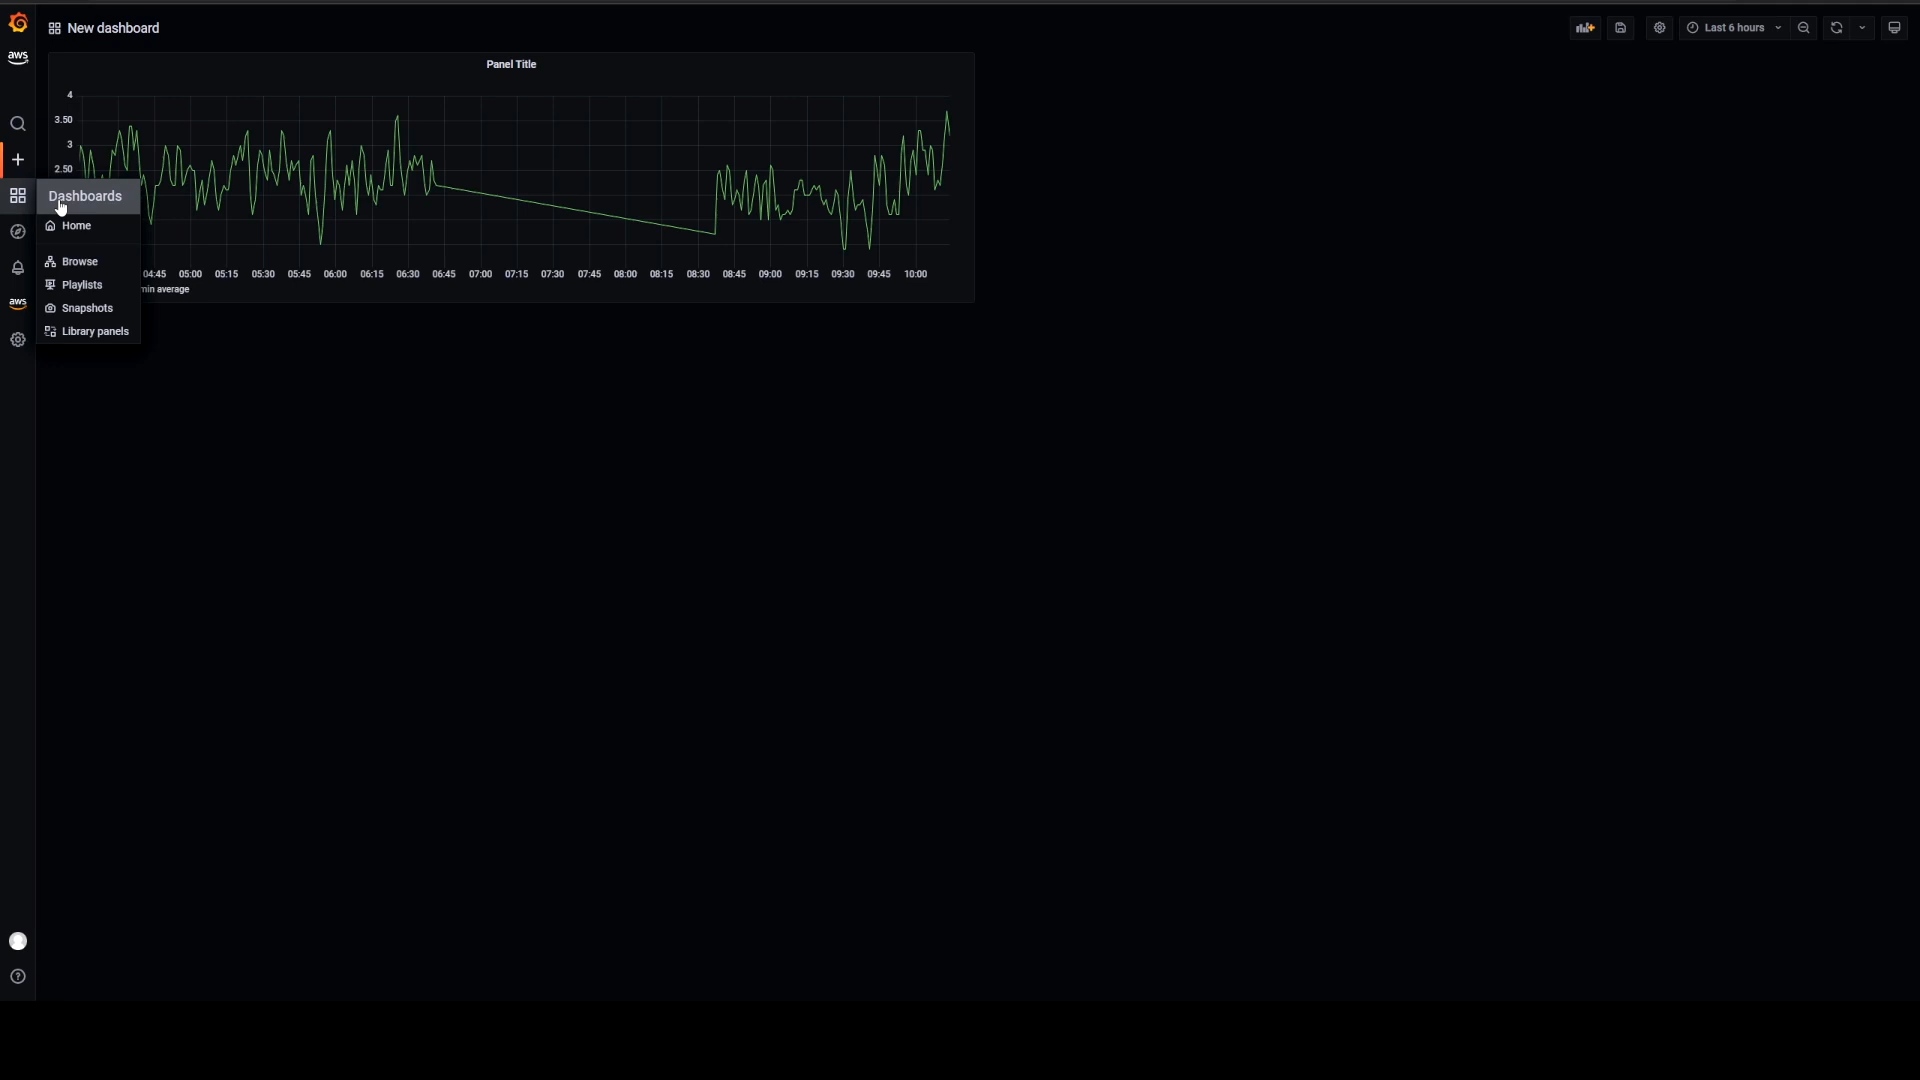 New dashboard
Last 6 hours
aws
Panel Title
4
3.50
3
2.50
Dashboards
Home
Browse
Playlists
Snapshots
Library panels
04:45 05:00 05:15 05:30 05:45 06:00 06:15 06:30 06:45 07:00 07:15 07:30 07:45 08:00 08:15 08:30 08:45 09:00 09:15 09:30 09:45 10:00
min average
aws